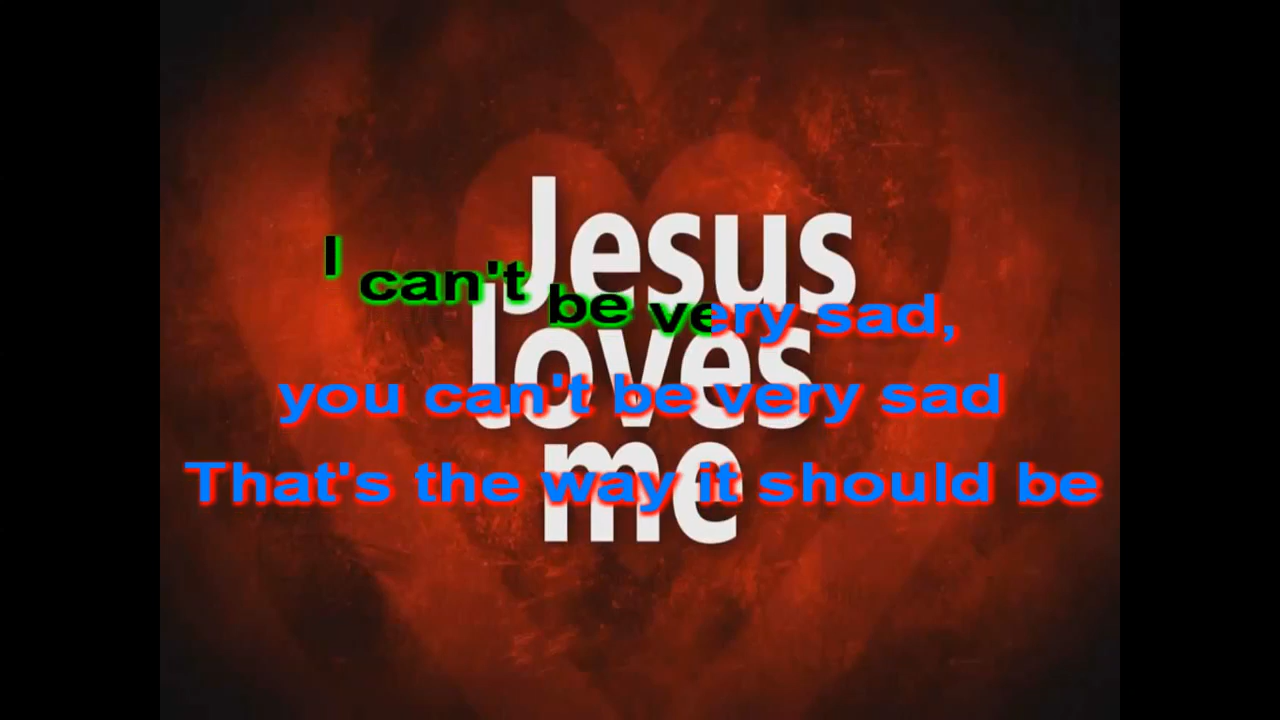 Jesus
loves
me
I can't be very sad,
you can't be very sad
That's the way it should be